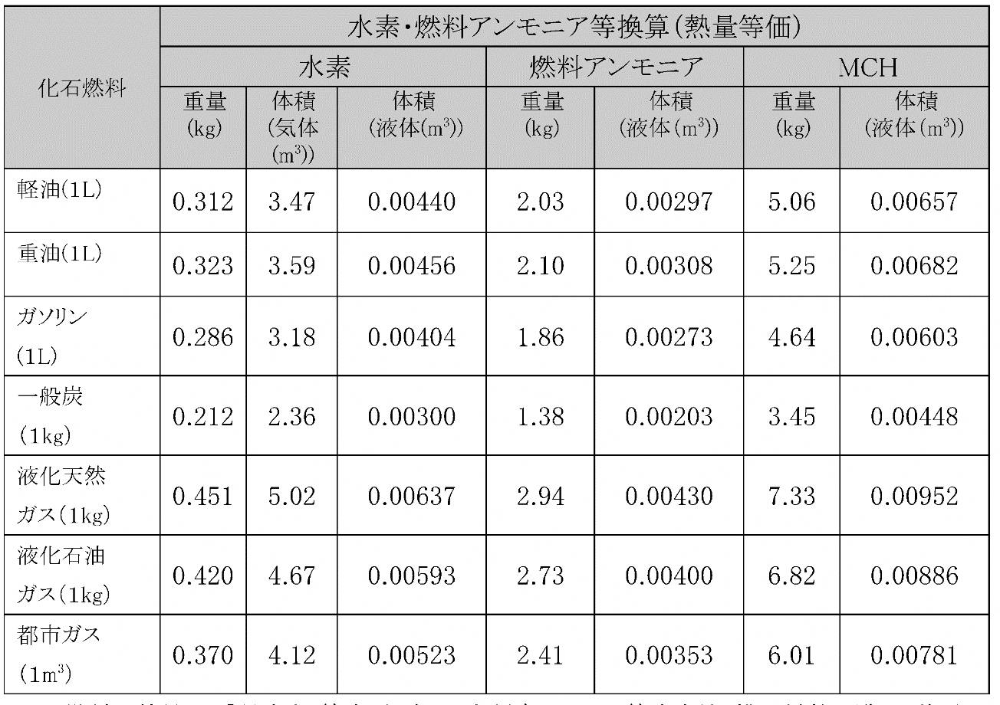 水素・燃料アンモニア等換算(熱量等価)
化石燃料
水素 燃料アンモニア MCH
重量 体積 体積 重量 体積 重量 体積
(kg) (気体 (液体(m³)) (kg) (液体(m³)) (kg) (液体(m³))
(m³))
軽油(1L) 0.312 3.47 0.00440 2.03 0.00297 5.06 0.00657
重油(1L) 0.323 3.59 0.00456 2.10 0.00308 5.25 0.00682
ガソリン
(1L) 0.286 3.18 0.00404 1.86 0.00273 4.64 0.00603
一般炭
(1kg) 0.212 2.36 0.00300 1.38 0.00203 3.45 0.00448
液化天然
ガス(1kg) 0.451 5.02 0.00637 2.94 0.00430 7.33 0.00952
液化石油
ガス(1kg) 0.420 4.67 0.00593 2.73 0.00400 6.82 0.00886
都市ガス
(1m³) 0.370 4.12 0.00523 2.41 0.00353 6.01 0.00781